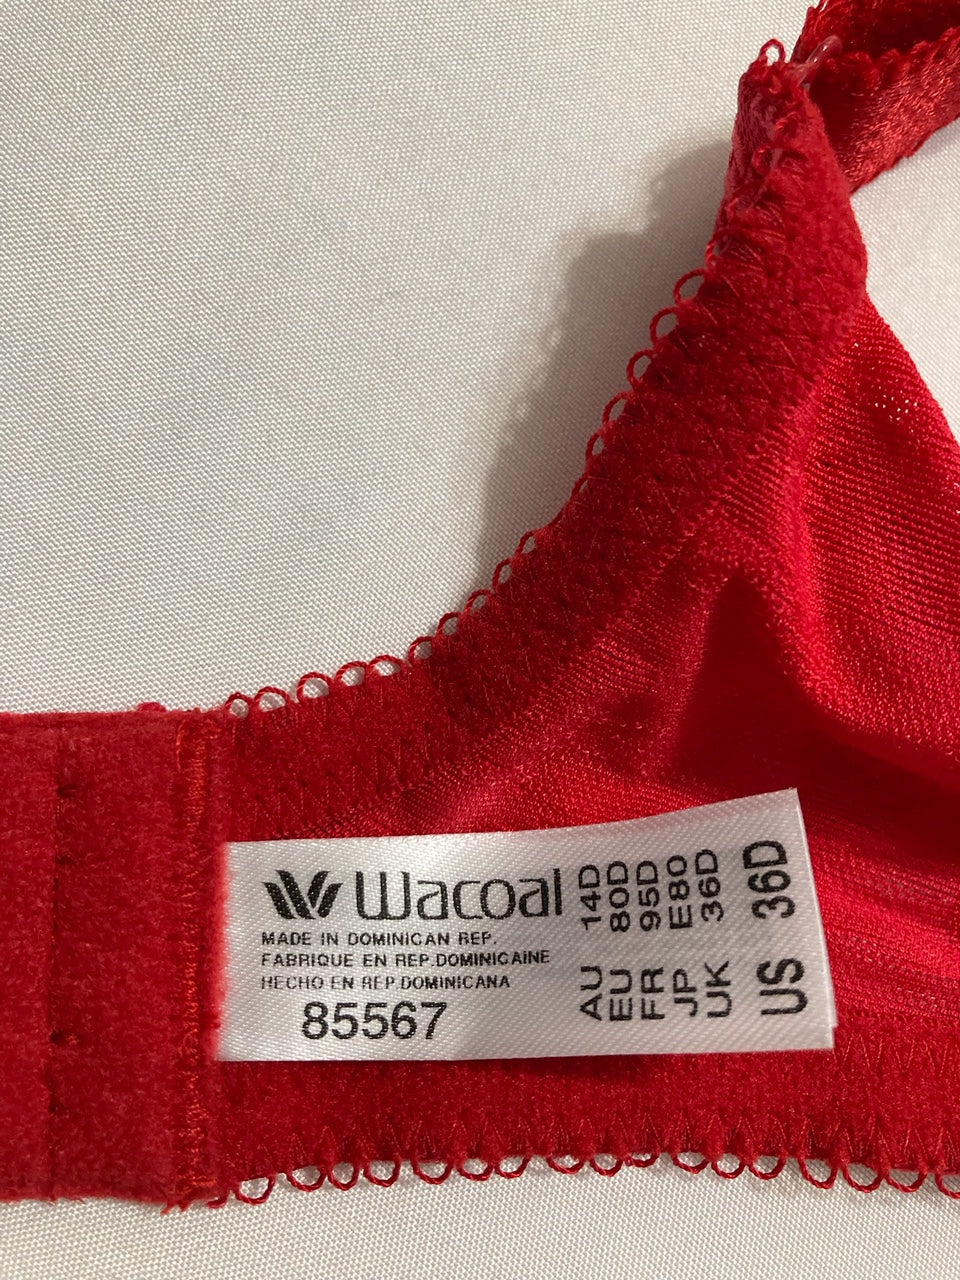 Wacoal
MADE IN DOMINICAN REP.
FABRIQUE EN REP.DOMINICAINE
HECHO EN REP.DOMINICANA
85567
AU 14D
EU 80D
FR 95D
JP E80
UK 36D
US 36D